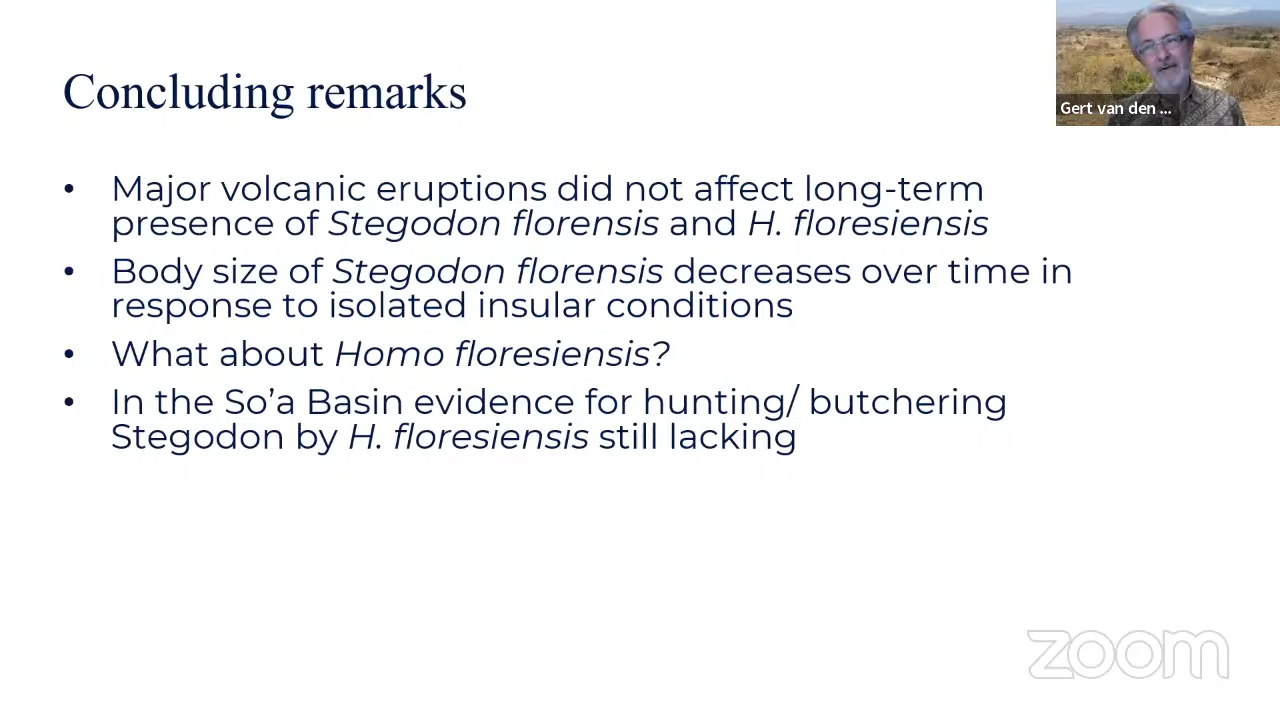 Concluding remarks
Gert van den ...
• Major volcanic eruptions did not affect long-term
presence of Stegodon florensis and H. floresiensis
• Body size of Stegodon florensis decreases over time in
response to isolated insular conditions
• What about Homo floresiensis?
• In the So’a Basin evidence for hunting/ butchering
Stegodon by H. floresiensis still lacking
zoom